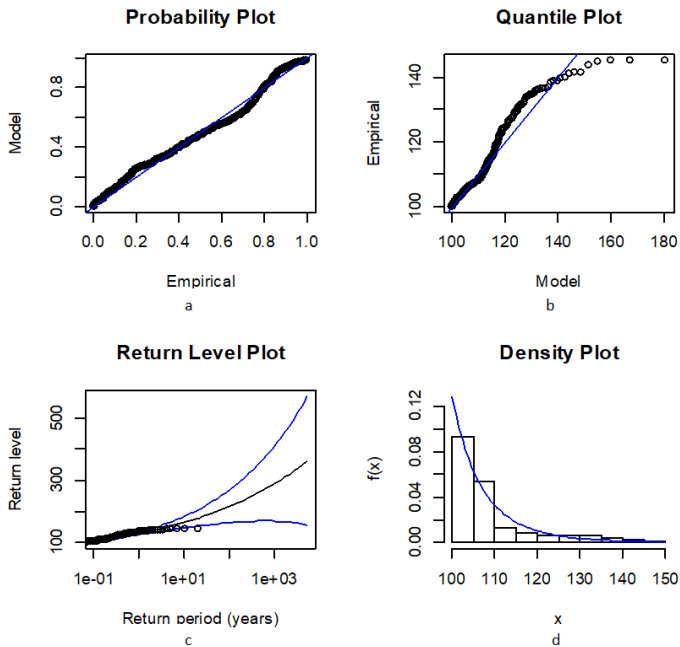 Probability Plot
Model
0.0 0.4 0.8
0.0 0.2 0.4 0.6 0.8 1.0
Empirical
a
Quantile Plot
Empirical
100 120 140
100 120 140 160 180
Model
b
Return Level Plot
Return level
100 300 500
1e-01 1e+01 1e+03
Return period (years)
c
Density Plot
f(x)
0.00 0.04 0.08 0.12
100 110 120 130 140 150
x
d